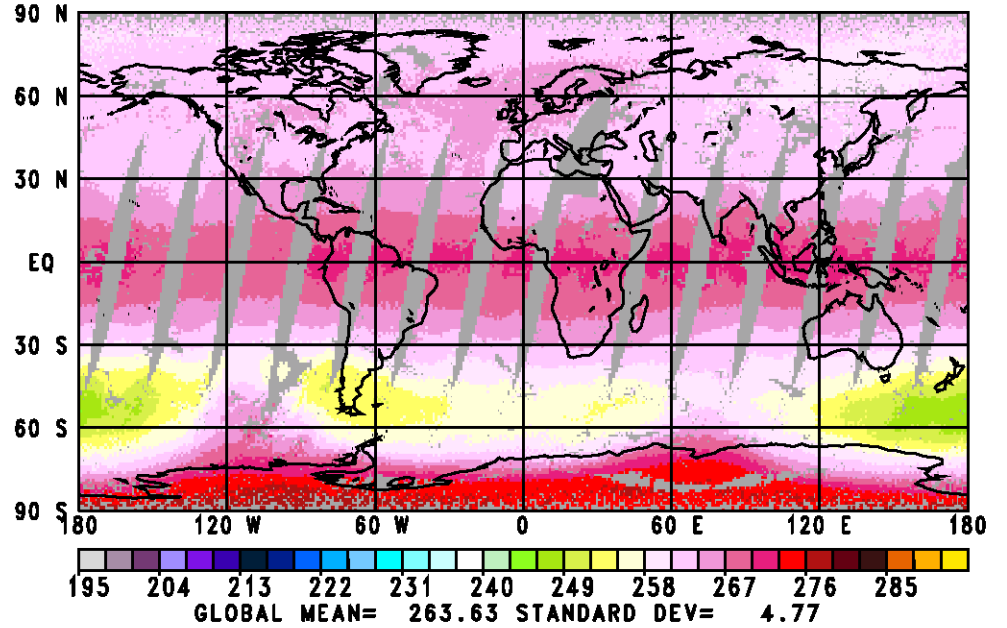 90 N
60 N
30 N
EQ
30 S
60 S
90 S
180 120 W 60 W 0 60 E 120 E 180
195 204 213 222 231 240 249 258 267 276 285
GLOBAL MEAN= 263.63 STANDARD DEV= 4.77